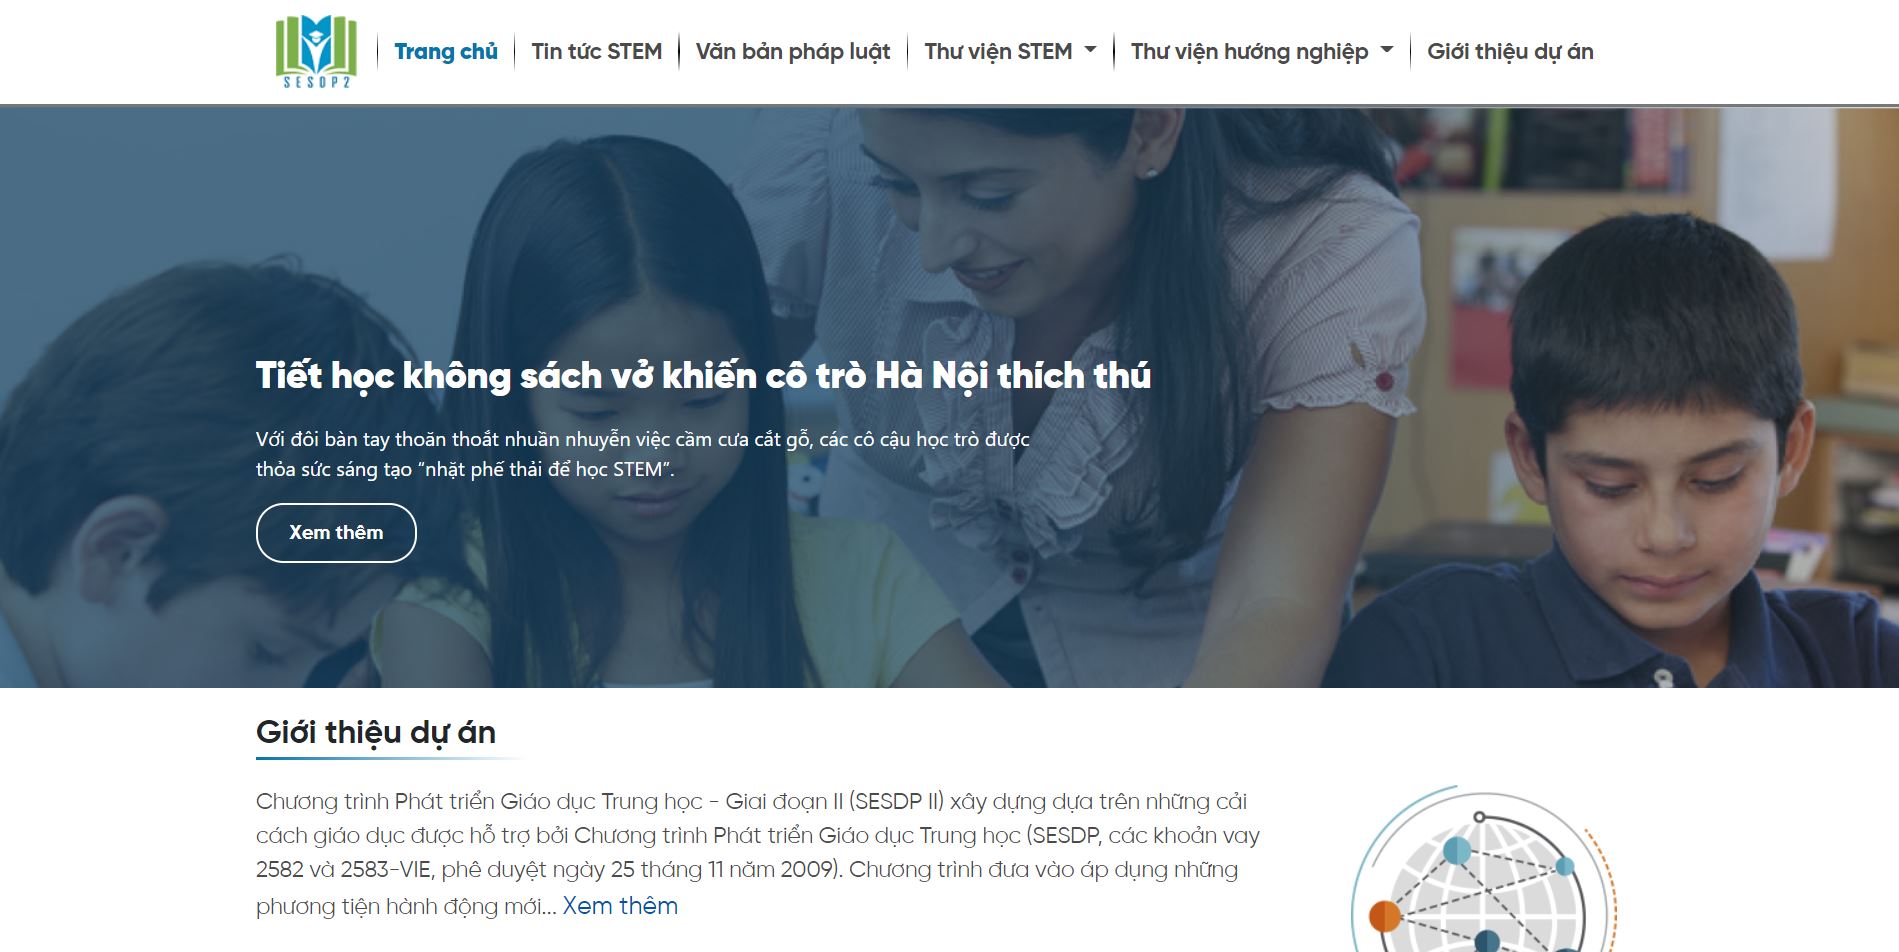 SESDP2
Trang chủ
Tin tức STEM
Văn bản pháp luật
Thư viện STEM
Thư viện hướng nghiệp
Giới thiệu dự án
Tiết học không sách vở khiến cô trò Hà Nội thích thú
Với đôi bàn tay thoăn thoắt nhuần nhuyễn việc cầm cưa cắt gỗ, các cô cậu học trò được
thỏa sức sáng tạo “nhặt phế thải để học STEM”.
Xem thêm
Giới thiệu dự án
Chương trình Phát triển Giáo dục Trung học - Giai đoạn II (SESDP II) xây dựng dựa trên những cải
cách giáo dục được hỗ trợ bởi Chương trình Phát triển Giáo dục Trung học (SESDP, các khoản vay
2582 và 2583-VIE, phê duyệt ngày 25 tháng 11 năm 2009). Chương trình đưa vào áp dụng những
phương tiện hành động mới... Xem thêm